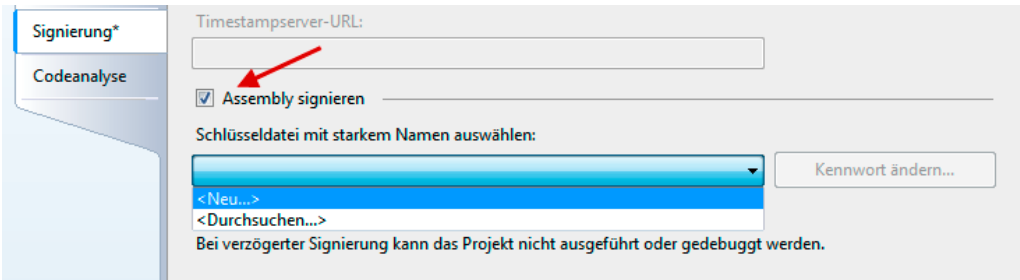 Timestampserver-URL:
Signierung*
Codeanalyse
Assembly signieren
Schlüsseldatei mit starkem Namen auswählen:
Kennwort ändern...
<Neu...>
<Durchsuchen...>
Bei verzögerter Signierung kann das Projekt nicht ausgeführt oder gedebuggt werden.